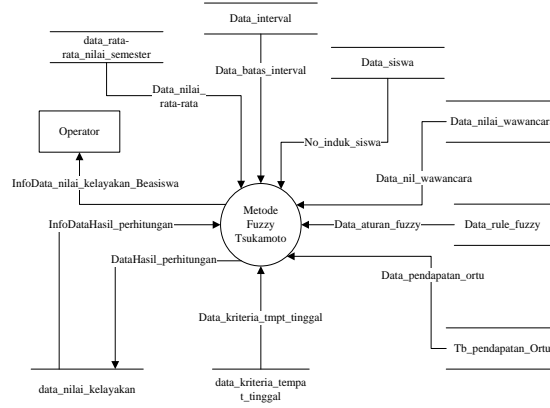 Data_interval
data_rata-
rata_nilai_semester
Data_siswa
Data_batas_interval
Data_nilai_
rata-rata
Operator
Data_nilai_wawancar
No_induk_siswa
Data_nil_wawancara
InfoData_nilai_kelayakan_Beasiswa
Metode
Fuzzy
Tsukamoto
InfoDataHasil_perhitungan
Data_aturan_fuzzy
Data_rule_fuzzy
DataHasil_perhitungan
Data_pendapatan_ortu
Data_kriteria_tmpt_tinggal
Tb_pendapatan_Ortu
data_nilai_kelayakan
data_kriteria_tempa
t_tinggal